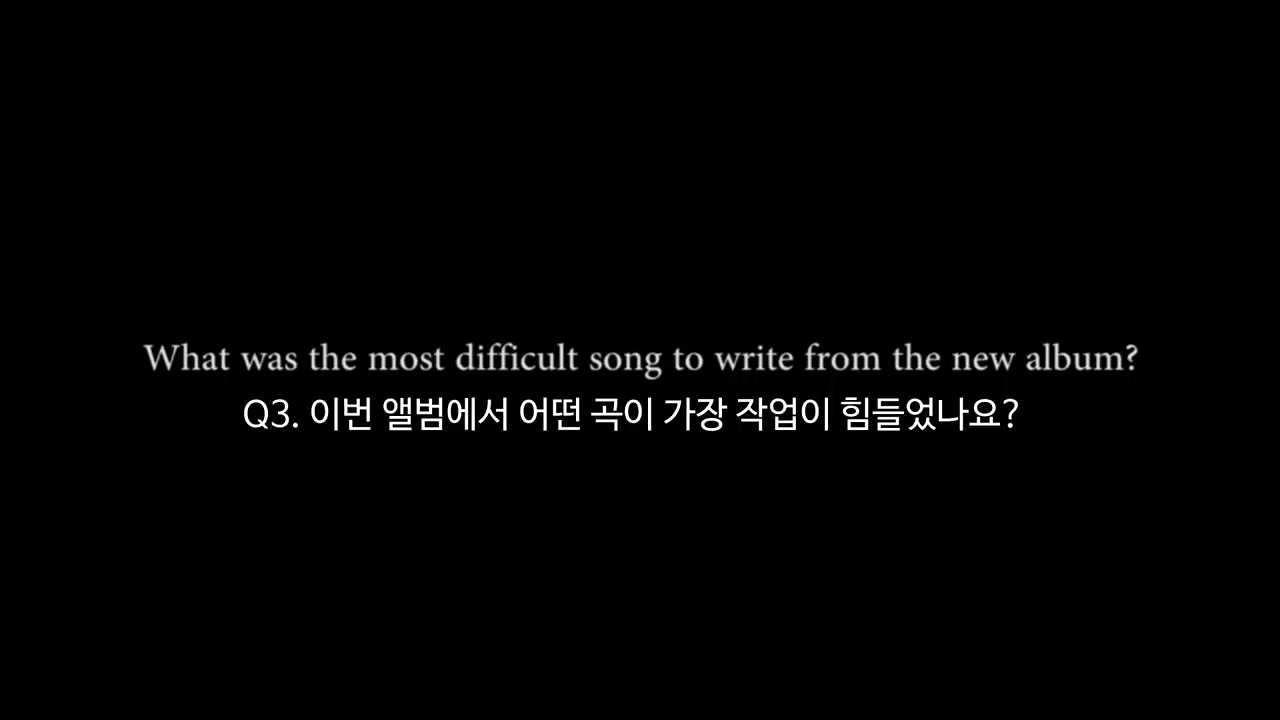 What was the most difficult song to write from the new album?
Q3. 이번 앨범에서 어떤 곡이 가장 작업이 힘들었나요?